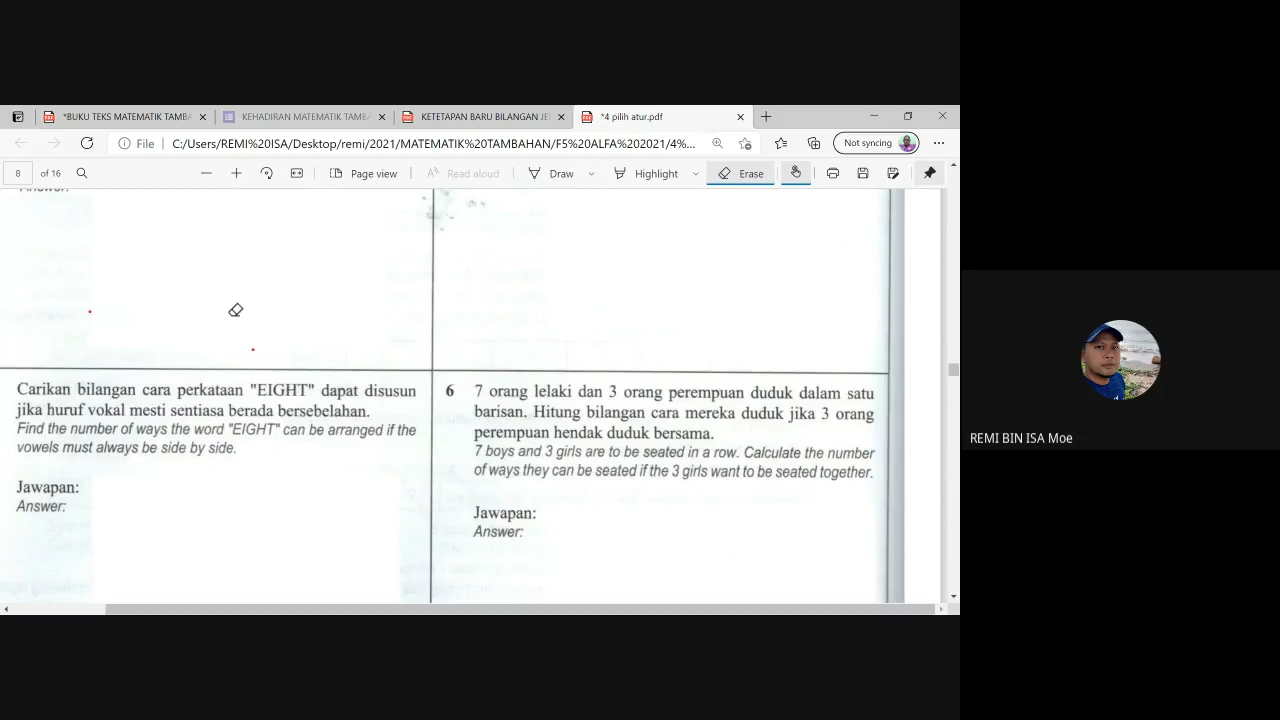 *BUKU TEKS MATEMATIK TAMBA
KEHADIRAN MATEMATIK TAMBA
KETETAPAN BARU BILANGAN JE
*4 pilih atur.pdf
File
C:/Users/REMI%20ISA/Desktop/remi/2021/MATEMATIK%20TAMBAHAN/F5%20ALFA%202021/4%...
Not syncing
8 of 16
Page view
Read aloud
Draw
Highlight
Erase
Answer:
Carikan bilangan cara perkataan "EIGHT" dapat disusun
jika huruf vokal mesti sentiasa berada bersebelahan.
Find the number of ways the word "EIGHT" can be arranged if the
vowels must always be side by side.
Jawapan:
Answer:
6 7 orang lelaki dan 3 orang perempuan duduk dalam satu
barisan. Hitung bilangan cara mereka duduk jika 3 orang
perempuan hendak duduk bersama.
7 boys and 3 girls are to be seated in a row. Calculate the number
of ways they can be seated if the 3 girls want to be seated together.
Jawapan:
Answer:
REMI BIN ISA Moe